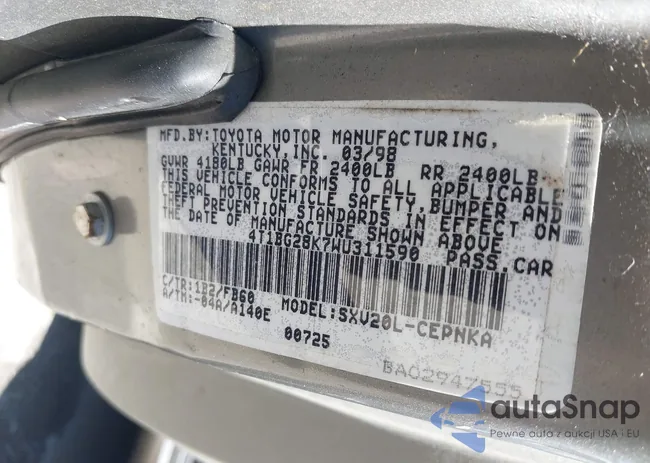 MFD.BY:TOYOTA MOTOR MANUFACTURING,
KENTUCKY,INC. 03/98
GVWR 4180LB GAWR FR 2400LB RR 2400LB
THIS VEHICLE CONFORMS TO ALL APPLICABLE
FEDERAL MOTOR VEHICLE SAFETY,BUMPER AND
THEFT PREVENTION STANDARDS IN EFFECT ON
THE DATE OF MANUFACTURE SHOWN ABOVE
4T1BG28K7WU311590 PASS.CAR
C/TR:1B2/FB60 MODEL:SXV20L-CEPNKA
A/TM:-04A/A140E
00725
BA02947555
autaSnap
Pewne auta z aukcji USA i EU